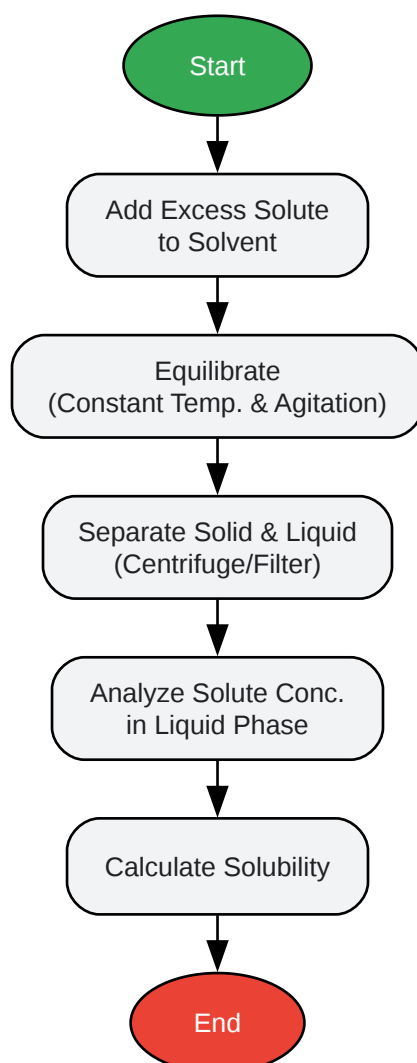 Start
Add Excess Solute
to Solvent
Equilibrate
(Constant Temp. & Agitation)
Separate Solid & Liquid
(Centrifuge/Filter)
Analyze Solute Conc.
in Liquid Phase
Calculate Solubility
End